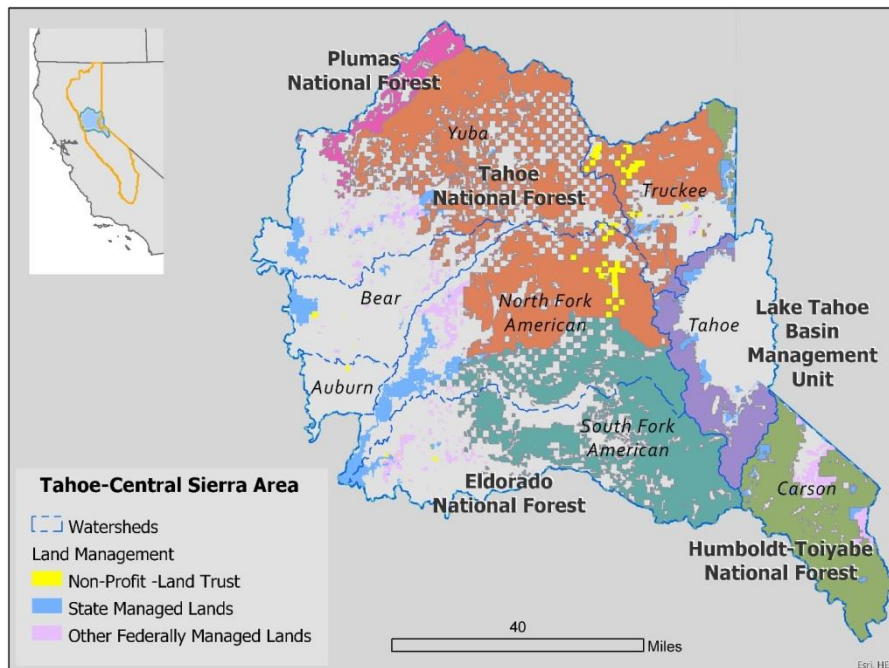 Plumas
National Forest
Yuba
Tahoe
National Forest
Truckee
Bear
North Fork
American
Tahoe
Lake Tahoe
Basin
Management
Unit
Auburn
South Fork
American
Eldorado
National Forest
Carson
Humboldt-Toiyabe
National Forest
Tahoe-Central Sierra Area
Watersheds
Land Management
Non-Profit -Land Trust
State Managed Lands
Other Federally Managed Lands
40
Miles
Esri, HE